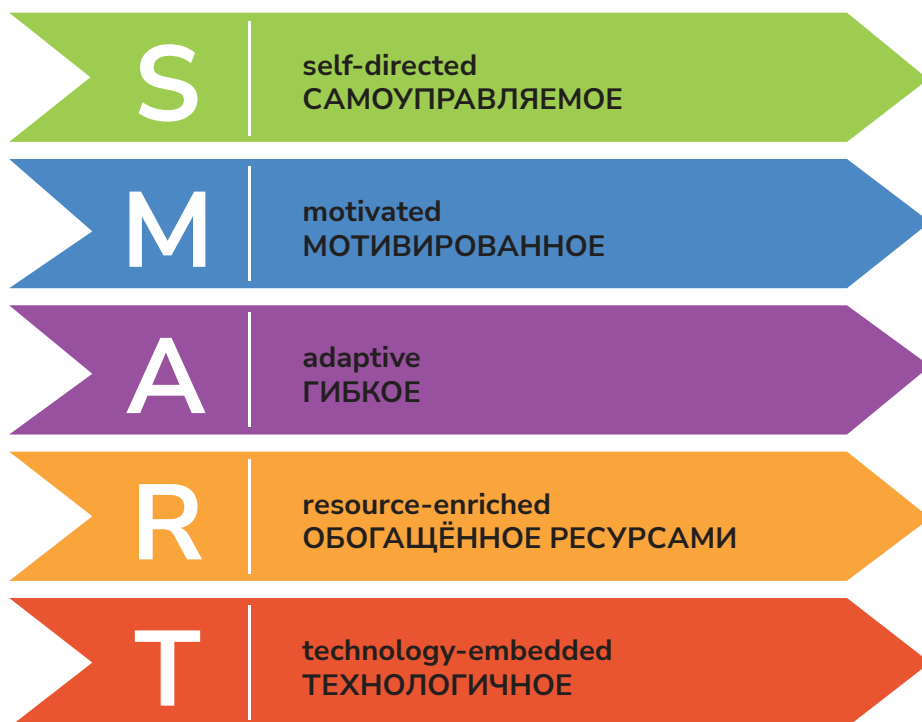 S
self-directed
САМОУПРАВЛЯЕМОЕ
M
motivated
МОТИВИРОВАННОЕ
A
adaptive
ГИБКОЕ
R
resource-enriched
ОБОГАЩЁННОЕ РЕСУРСАМИ
T
technology-embedded
ТЕХНОЛОГИЧНОЕ